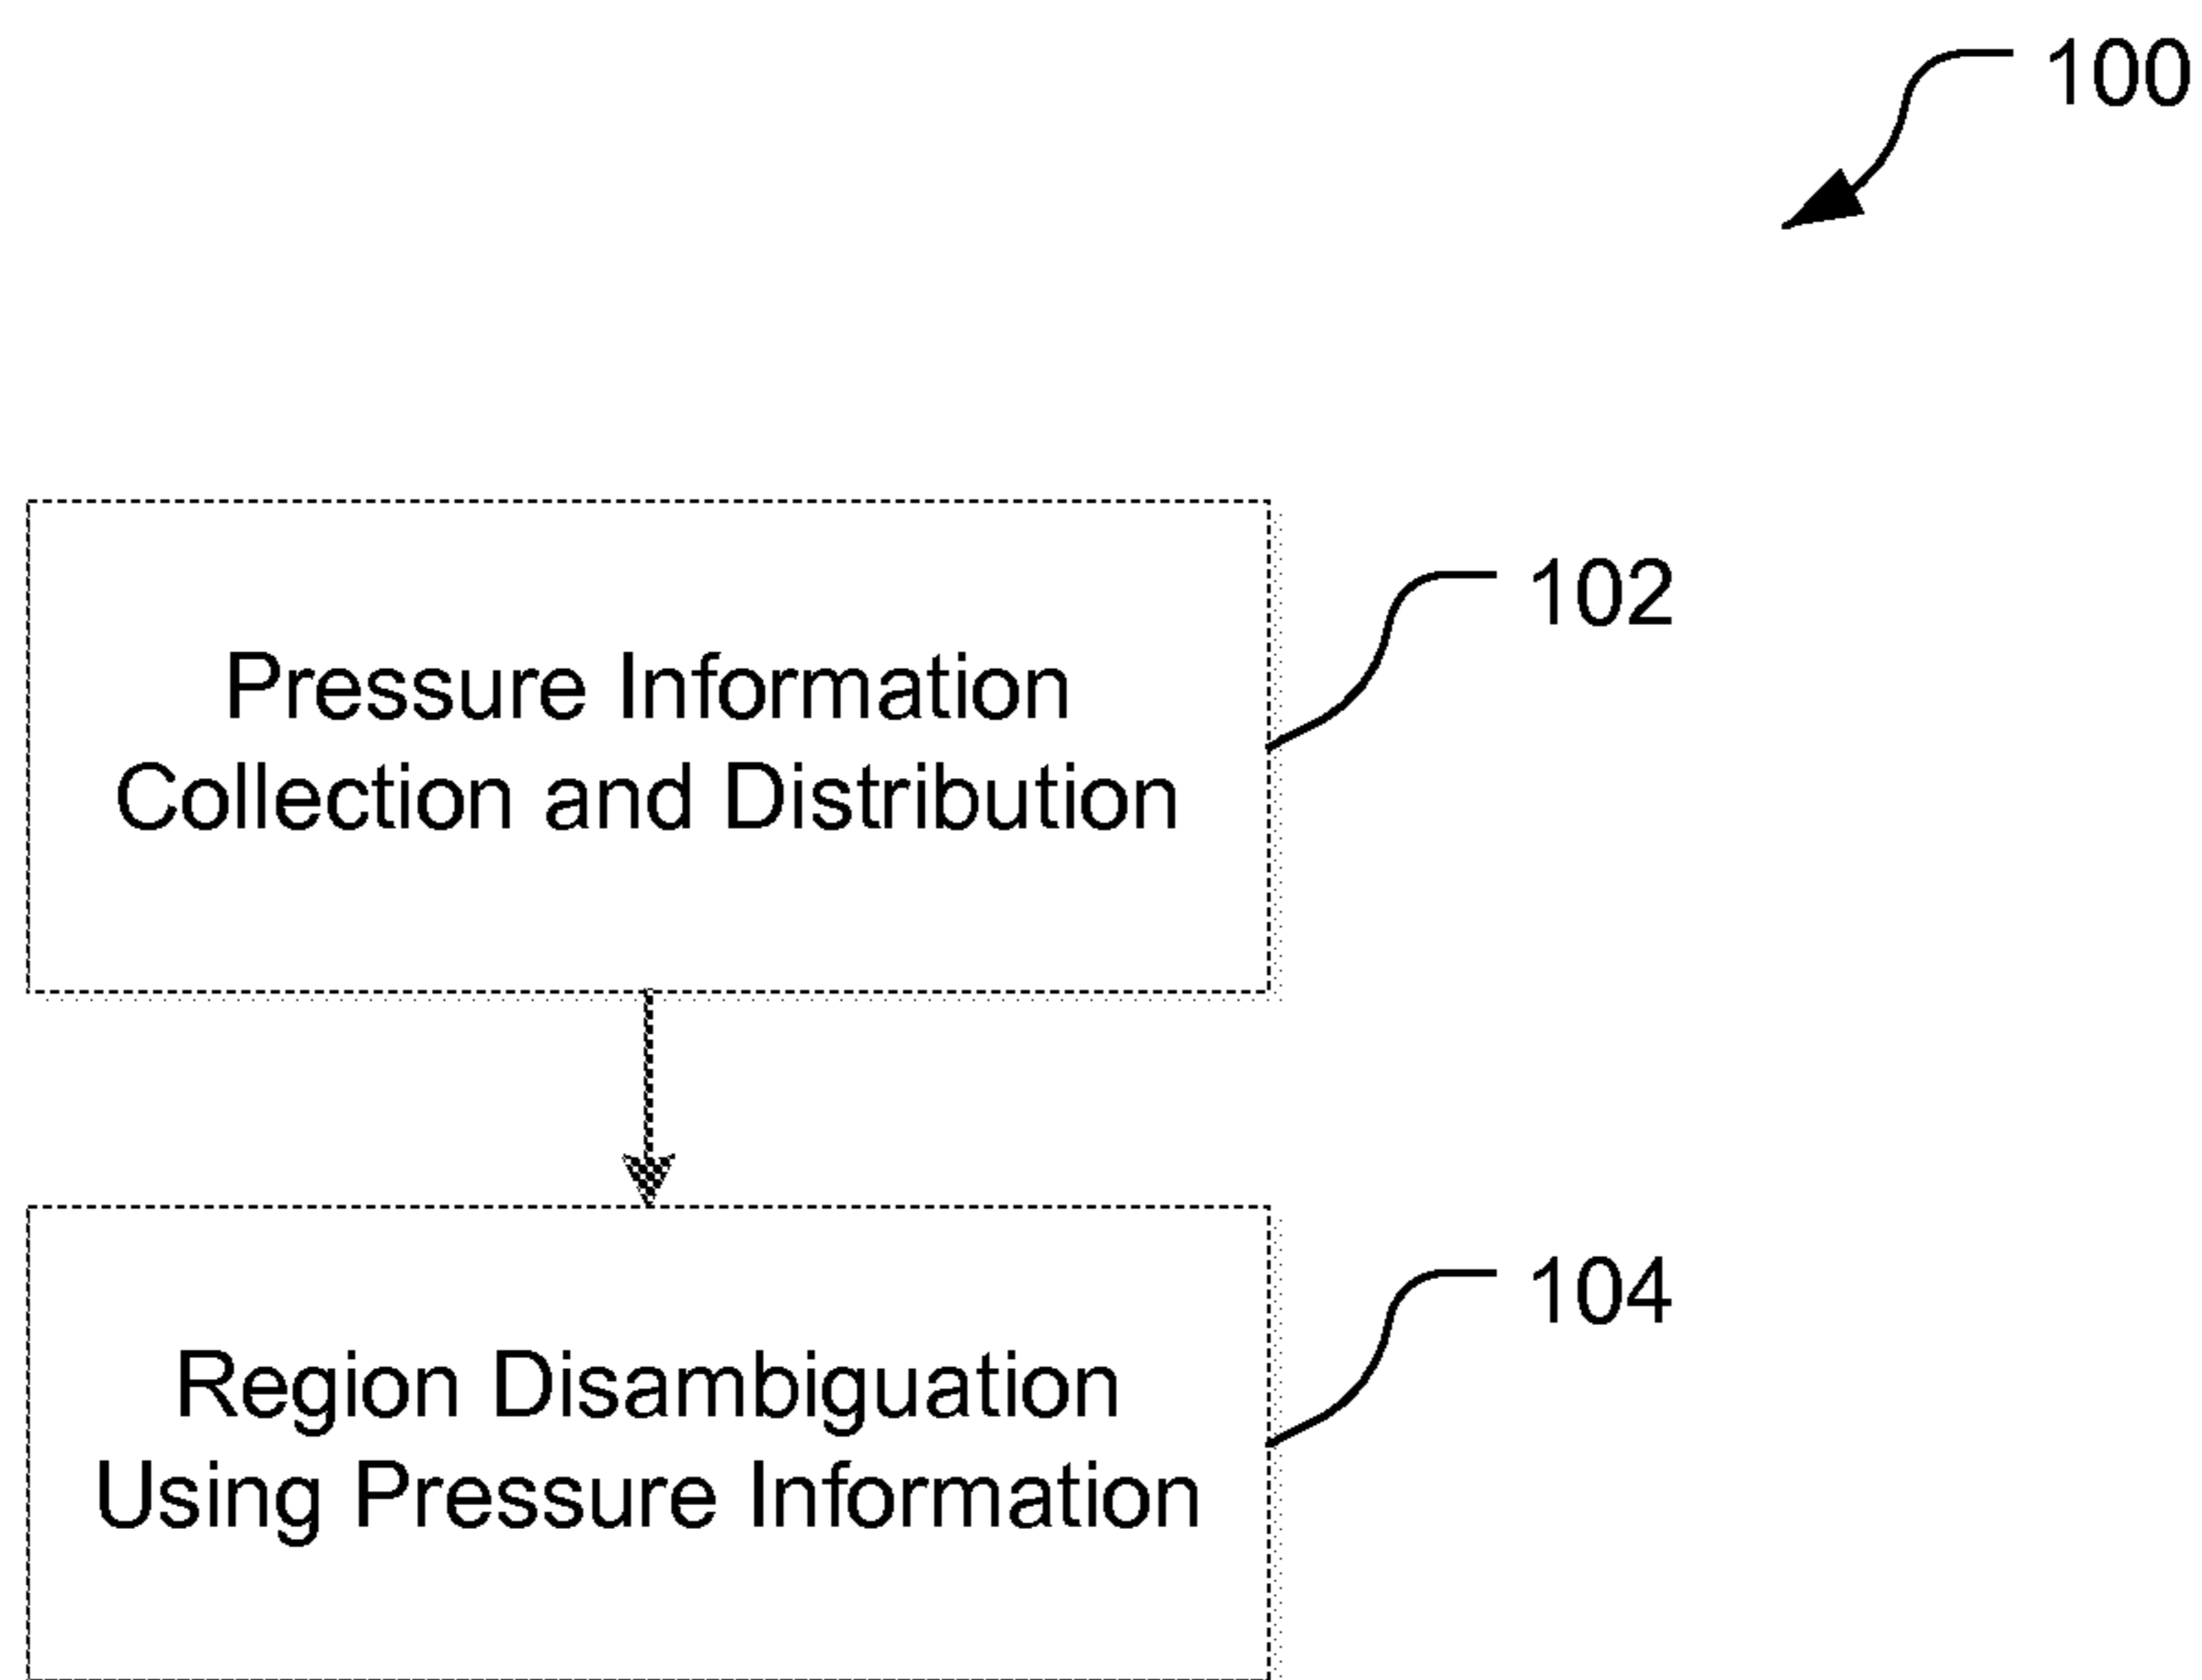 100
102
Pressure Information
Collection and Distribution
104
Region Disambiguation
Using Pressure Information